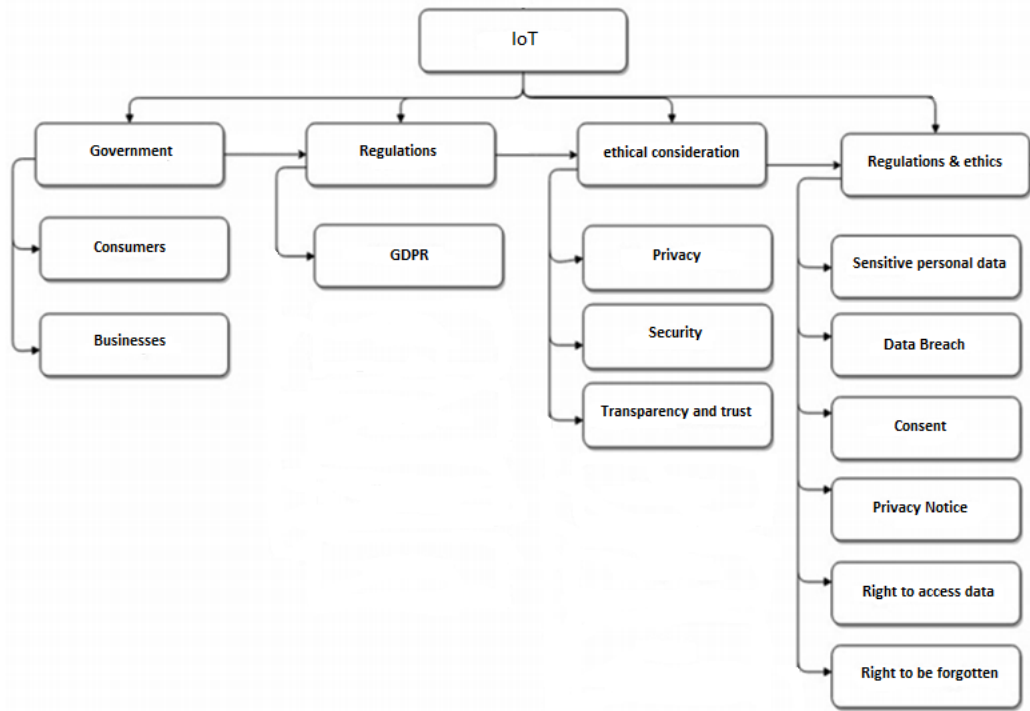 IoT
Government
Regulations
ethical consideration
Regulations & ethics
Consumers
Businesses
GDPR
Privacy
Security
Transparency and trust
Sensitive personal data
Data Breach
Consent
Privacy Notice
Right to access data
Right to be forgotten